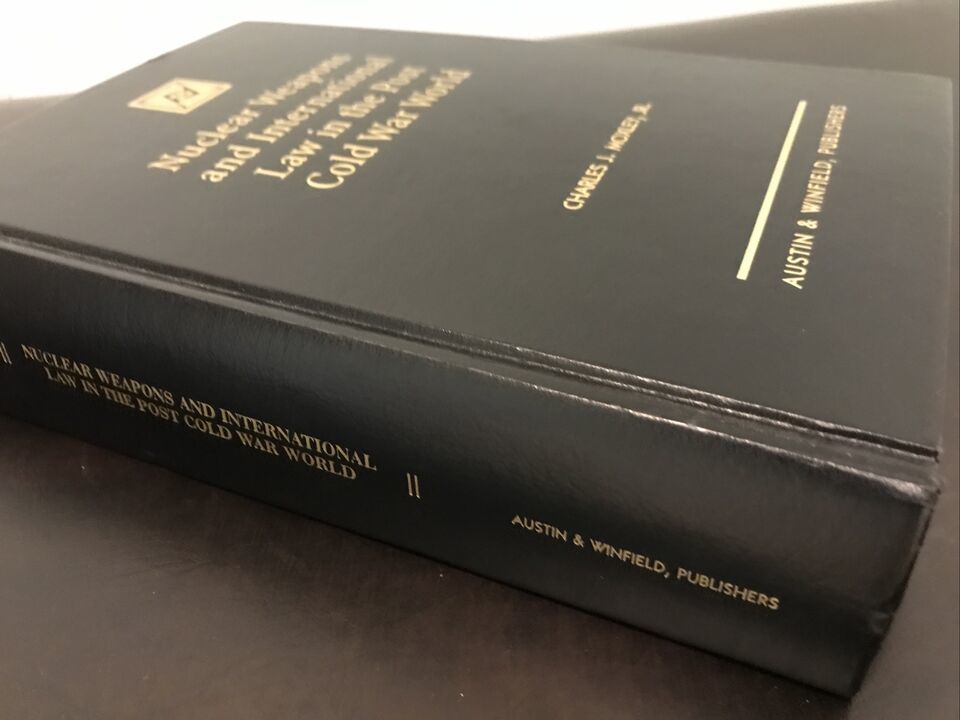 Nuclear Weapons
and International
Law in the Post
Cold War World
CHARLES J. MOXLEY, JR.
AUSTIN & WINFIELD, PUBLISHERS
NUCLEAR WEAPONS AND INTERNATIONAL
LAW IN THE POST COLD WAR WORLD
AUSTIN & WINFIELD, PUBLISHERS